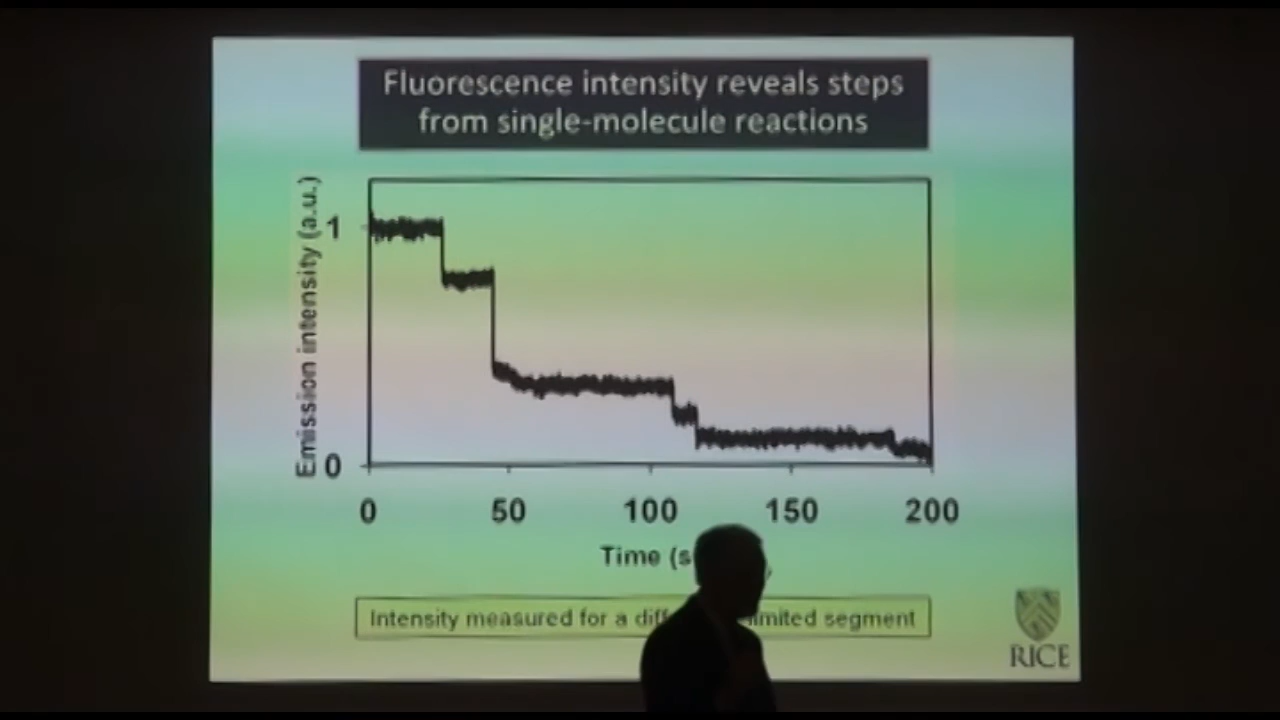 Fluorescence intensity reveals steps
from single-molecule reactions
Emission intensity (a.u.)
1
0
0 50 100 150 200
Time (s
Intensity measured for a limited segment
RICE